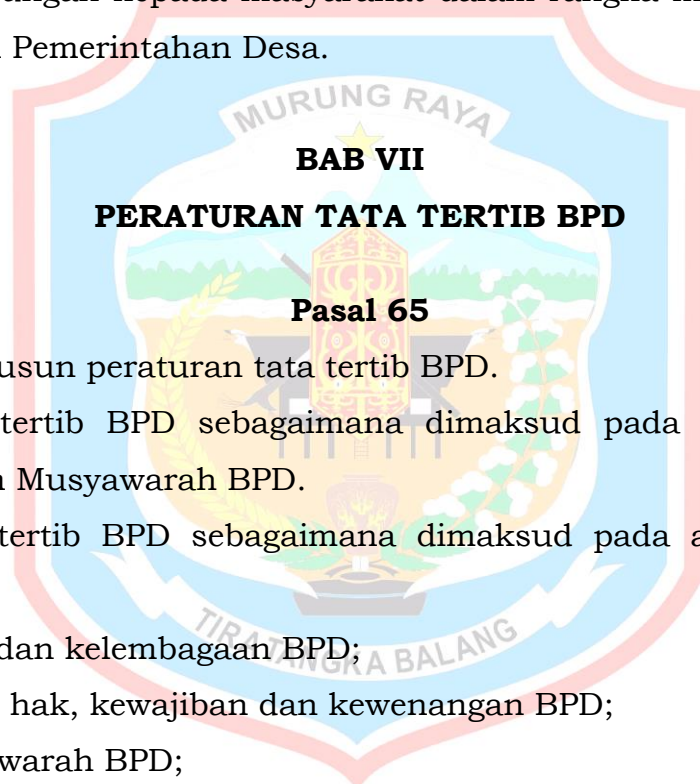 kepada masyarakat dalam rangka
Pemerintahan Desa.
MURUNG RAYA
BAB VII
PERATURAN TATA TERTIB BPD
Pasal 65
usun peraturan tata tertib BPD.
tertib BPD sebagaimana dimaksud pada
Musyawarah BPD.
tertib BPD sebagaimana dimaksud pada
dan kelembagaan BPD;
hak, kewajiban dan kewenangan BPD;
warah BPD;
TIRA TANGKA BALANG